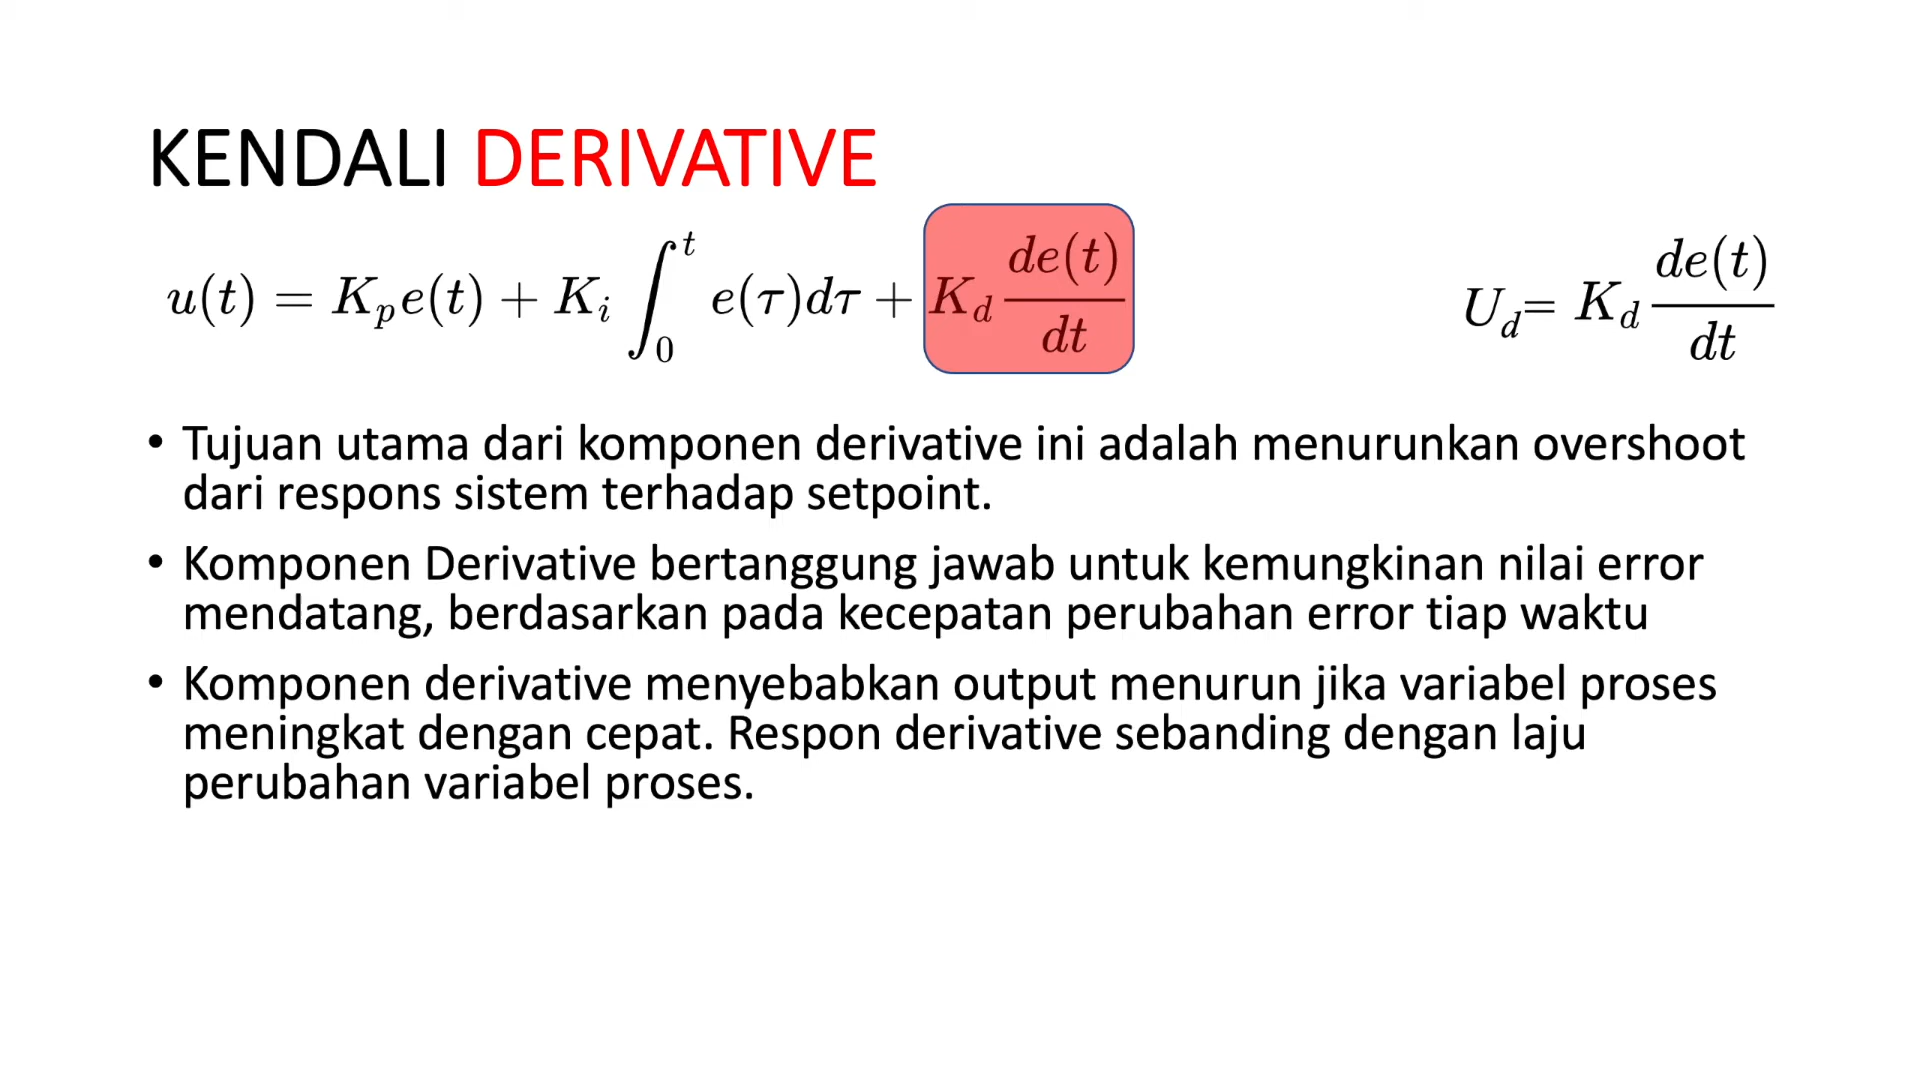 KENDALI DERIVATIVE
u(t) = K_p e(t) + K_i ∫_0^t e(τ)dτ + K_d de(t)/dt
U_d= K_d de(t)/dt
• Tujuan utama dari komponen derivative ini adalah menurunkan overshoot
dari respons sistem terhadap setpoint.
• Komponen Derivative bertanggung jawab untuk kemungkinan nilai error
mendatang, berdasarkan pada kecepatan perubahan error tiap waktu
• Komponen derivative menyebabkan output menurun jika variabel proses
meningkat dengan cepat. Respon derivative sebanding dengan laju
perubahan variabel proses.